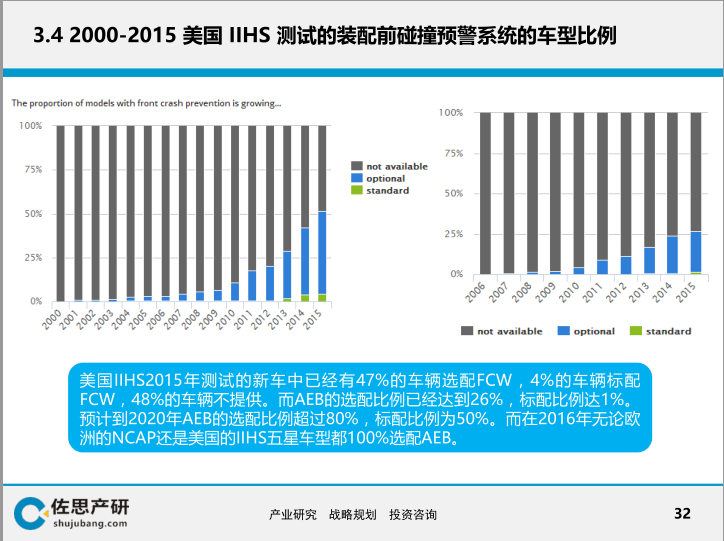 3.4 2000-2015 美国 IIHS 测试的装配前碰撞预警系统的车型比例
The proportion of models with front crash prevention is growing...
100%
75%
50%
25%
0%
2000
2001
2002
2003
2004
2005
2006
2007
2008
2009
2010
2011
2012
2013
2014
2015
not available
optional
standard
100%
75%
50%
25%
0%
2006
2007
2008
2009
2010
2011
2012
2013
2014
2015
not available optional standard
美国IIHS2015年测试的新车中已经有47%的车辆选配FCW，4%的车辆标配
FCW，48%的车辆不提供。而AEB的选配比例已经达到26%，标配比例达1%。
预计到2020年AEB的选配比例超过80%，标配比例为50%。而在2016年无论欧
洲的NCAP还是美国的IIHS五星车型都100%选配AEB。
佐思产研
shujubang.com
产业研究 战略规划 投资咨询
32